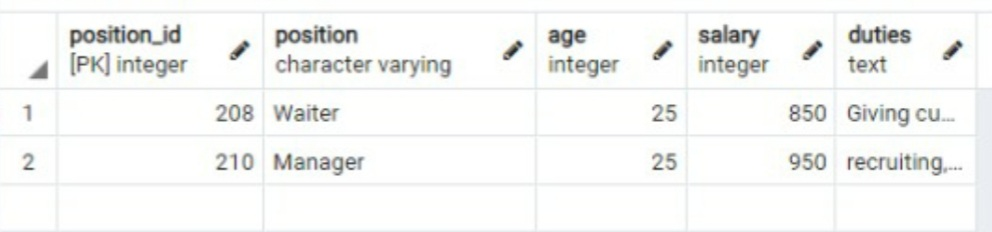 position_id position age salary duties
[PK] integer character varying integer integer text
1 208 Waiter 25 850 Giving cu...
2 210 Manager 25 950 recruiting,...